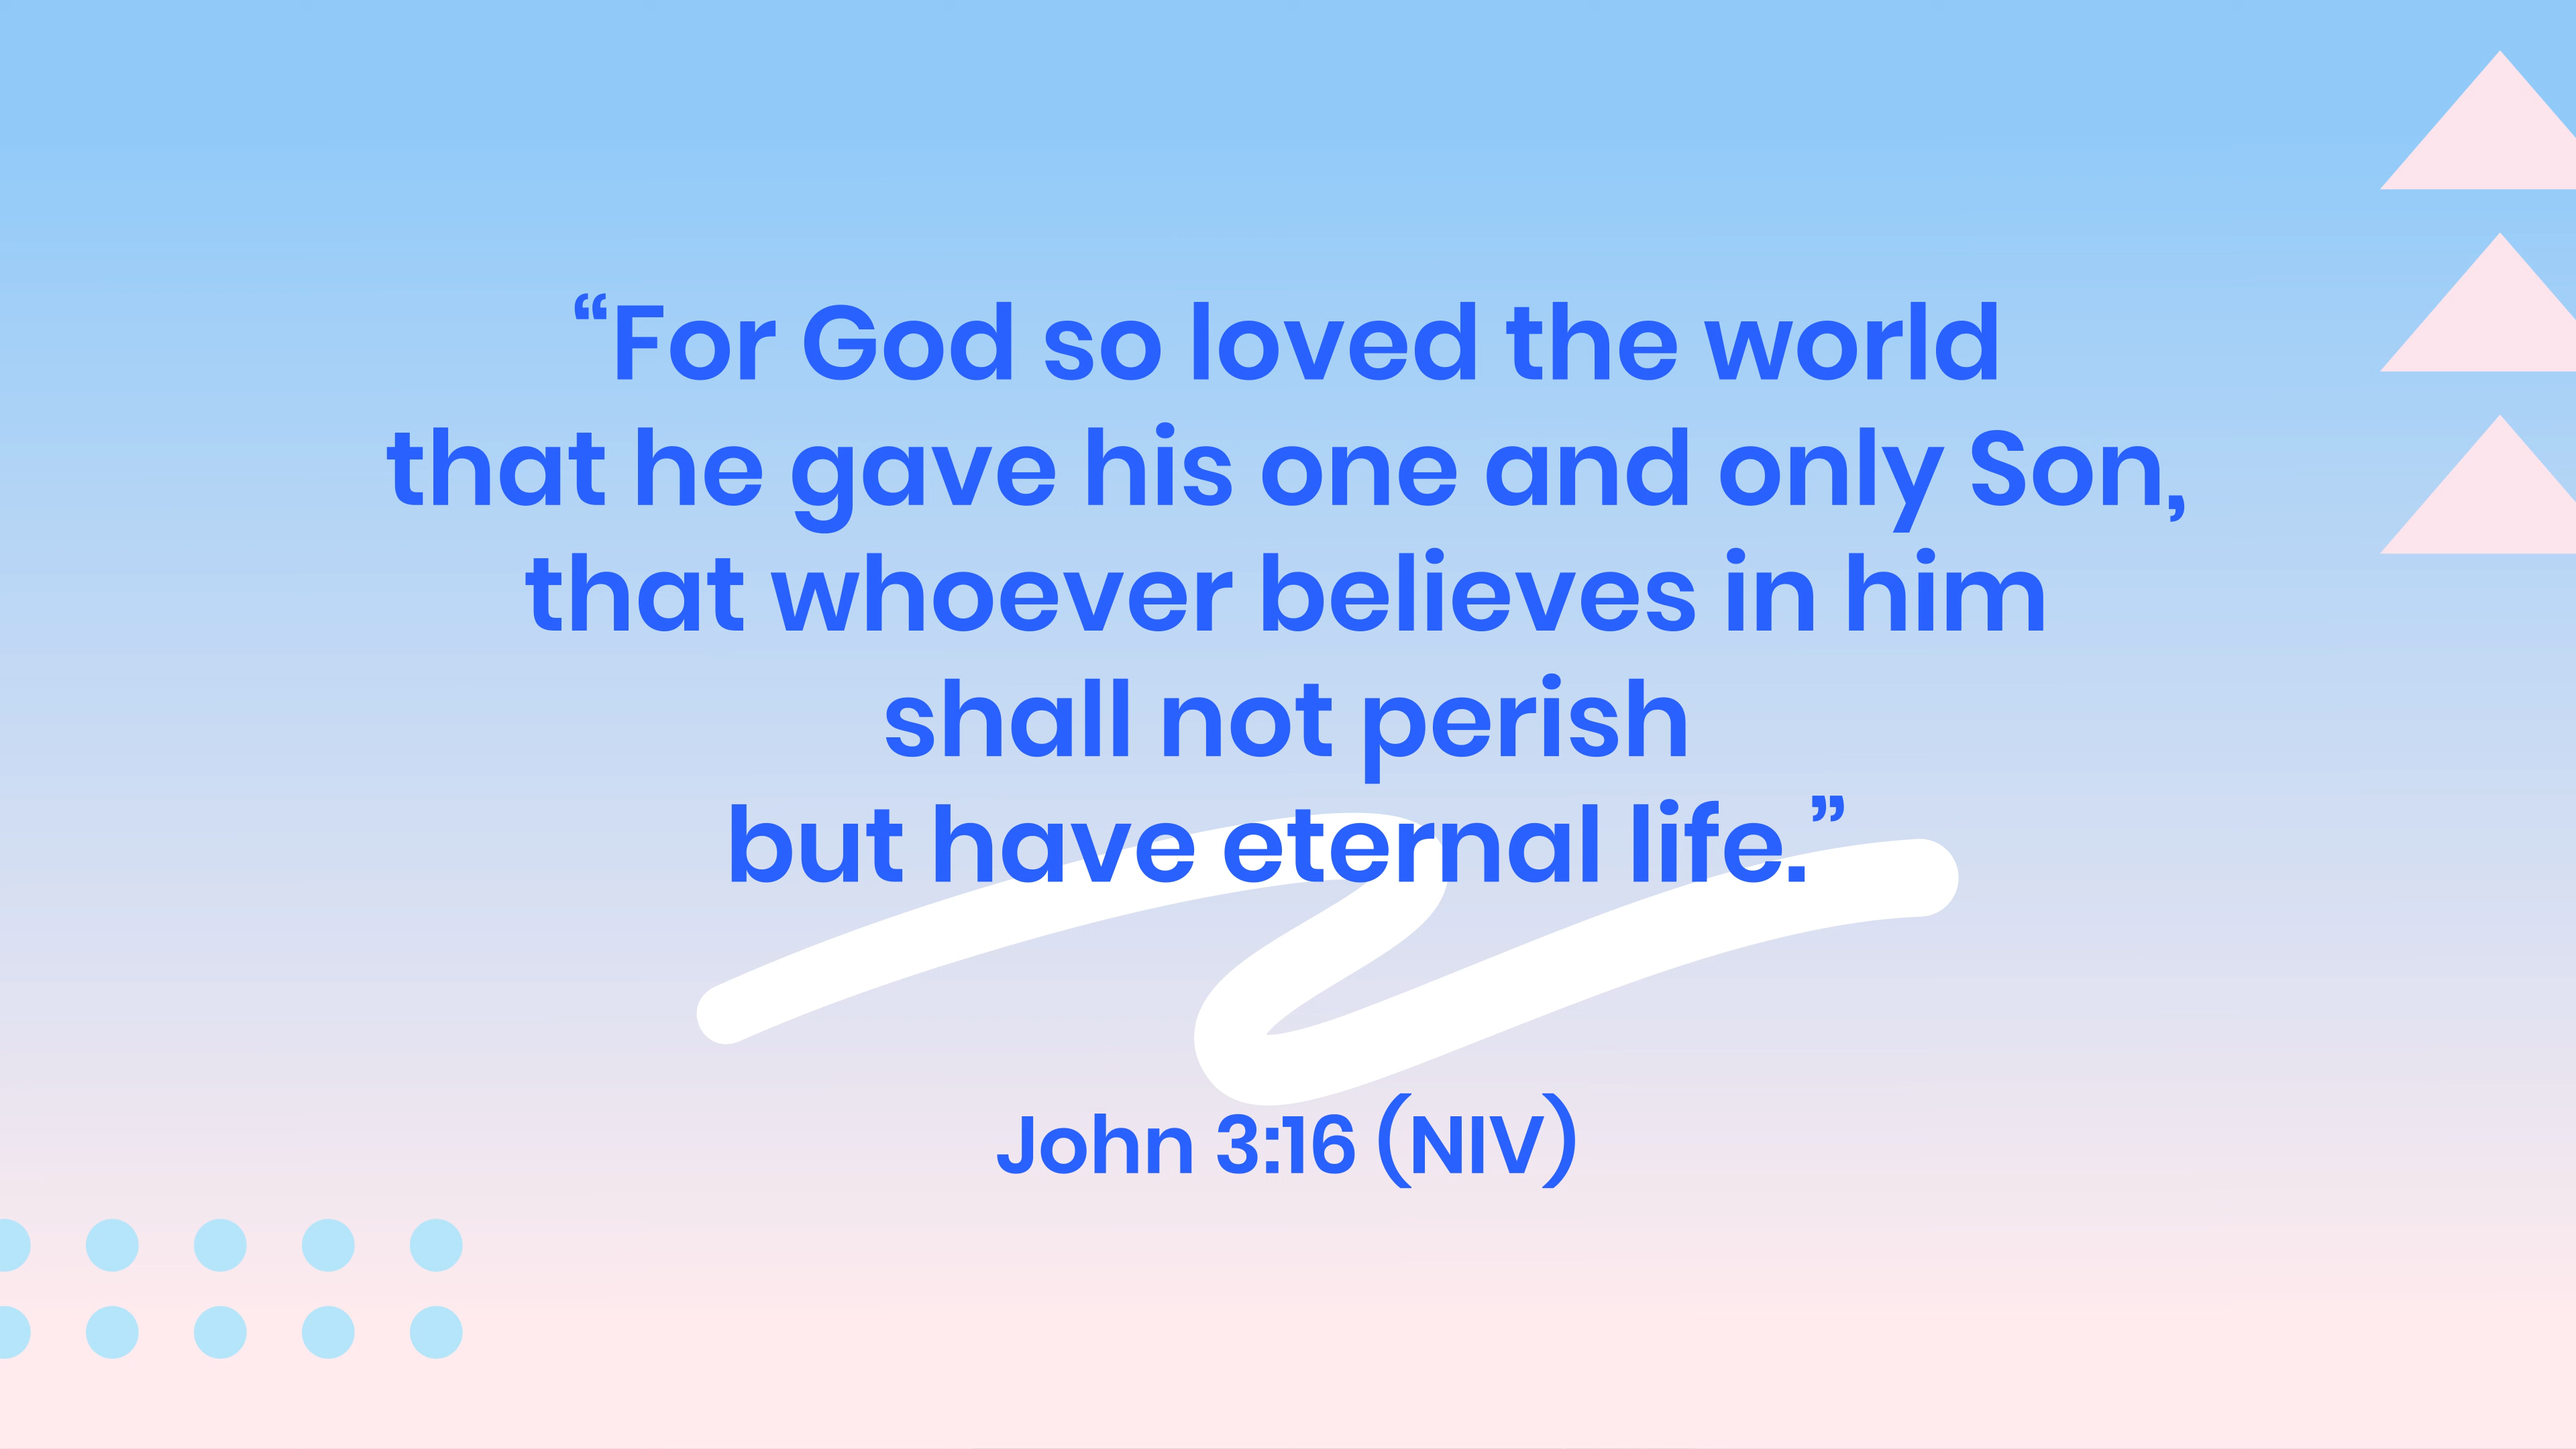 “For God so loved the world
that he gave his one and only Son,
that whoever believes in him
shall not perish
but have eternal life.”
John 3:16 (NIV)